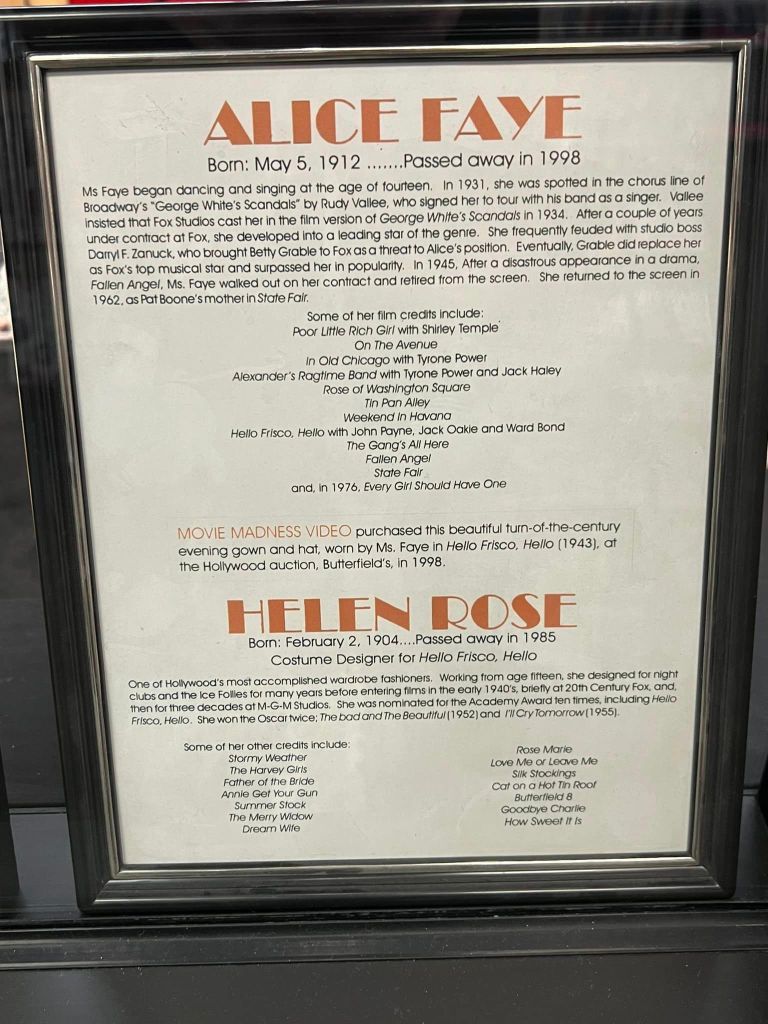 ALICE FAYE
Born: May 5, 1912 .......Passed away in 1998
Ms Faye began dancing and singing at the age of fourteen. In 1931, she was spotted in the chorus line of
Broadway's "George White's Scandals" by Rudy Vallee, who signed her to tour with his band as a singer. Vallee
insisted that Fox Studios cast her in the film version of George White's Scandals in 1934. After a couple of years
under contract at Fox, she developed into a leading star of the genre. She frequently feuded with studio boss
Darryl F. Zanuck, who brought Betty Grable to Fox as a threat to Alice's position. Eventually, Grable did replace her
as Fox's top musical star and surpassed her in popularity. In 1945, After a disastrous appearance in a drama,
Fallen Angel, Ms. Faye walked out on her contract and retired from the screen. She returned to the screen in
1962, as Pat Boone's mother in State Fair.
Some of her film credits include:
Poor Little Rich Girl with Shirley Temple
On The Avenue
In Old Chicago with Tyrone Power
Alexander's Ragtime Band with Tyrone Power and Jack Haley
Rose of Washington Square
Tin Pan Alley
Weekend In Havana
Hello Frisco, Hello with John Payne, Jack Oakie and Ward Bond
The Gang's All Here
Fallen Angel
State Fair
and, in 1976, Every Girl Should Have One
MOVIE MADNESS VIDEO purchased this beautiful turn-of-the-century
evening gown and hat, worn by Ms. Faye in Hello Frisco, Hello (1943), at
the Hollywood auction, Butterfield's, in 1998.
HELEN ROSE
Born: February 2, 1904....Passed away in 1985
Costume Designer for Hello Frisco, Hello
One of Hollywood's most accomplished wardrobe fashioners. Working from age fifteen, she designed for night
clubs and the Ice Follies for many years before entering films in the early 1940's, briefly at 20th Century Fox, and,
then for three decades at M-G-M Studios. She was nominated for the Academy Award ten times, including Hello
Frisco, Hello. She won the Oscar twice; The bad and The Beautiful (1952) and I'll Cry Tomorrow (1955).
Some of her other credits include:
Stormy Weather
The Harvey Girls
Father of the Bride
Annie Get Your Gun
Summer Stock
The Merry Widow
Dream Wife
Rose Marie
Love Me or Leave Me
Silk Stockings
Cat on a Hot Tin Roof
Butterfield 8
Goodbye Charlie
How Sweet It Is